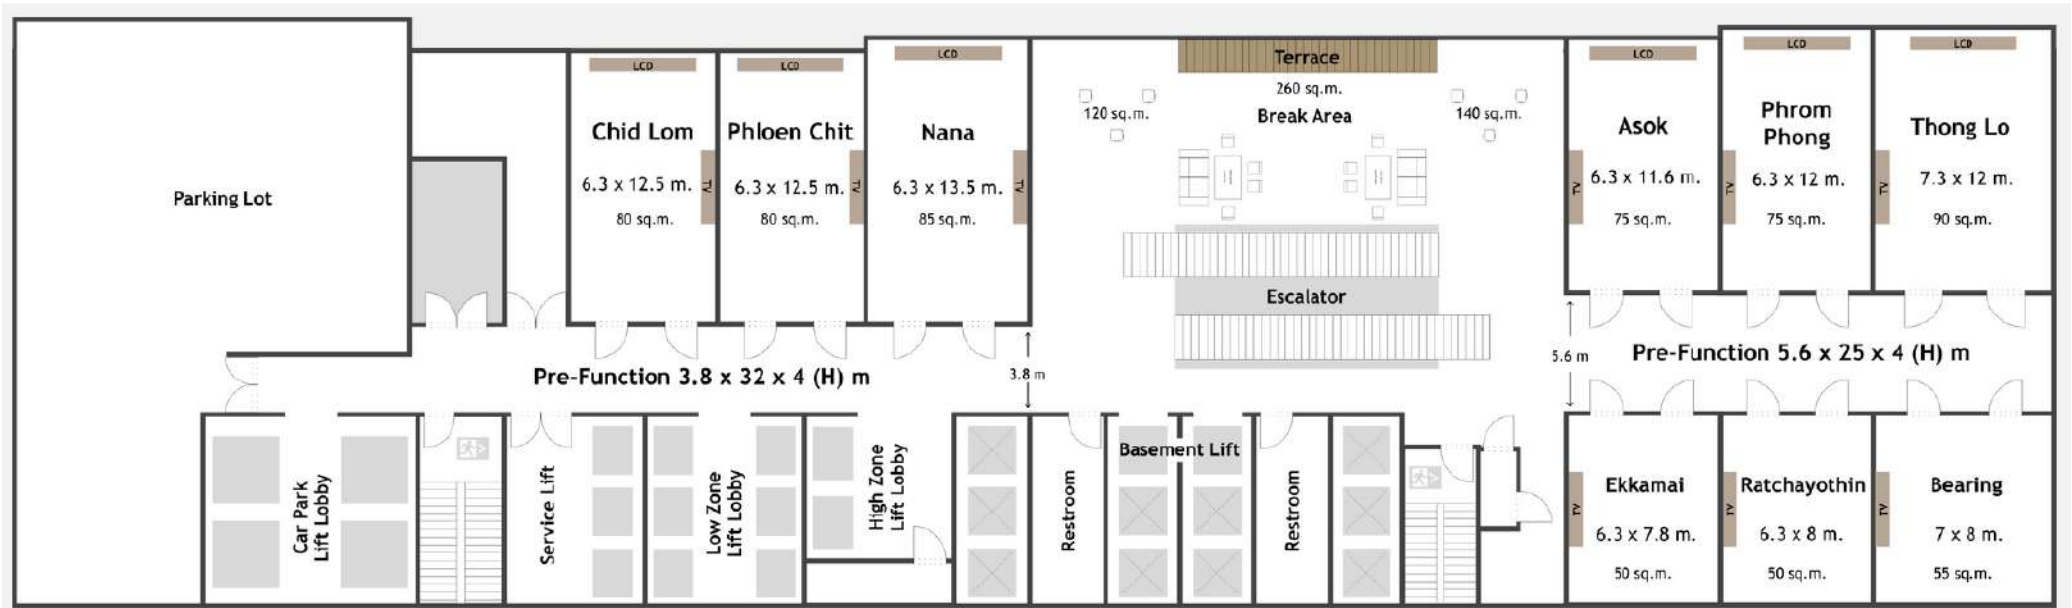 Parking Lot
LCD
Chid Lom
6.3 x 12.5 m.
80 sq.m.
TV
LCD
Phloen Chit
6.3 x 12.5 m.
80 sq.m.
TV
LCD
Nana
6.3 x 13.5 m.
85 sq.m.
TV
Terrace
260 sq.m.
Break Area
120 sq.m.
140 sq.m.
Escalator
LCD
Asok
6.3 x 11.6 m.
75 sq.m.
TV
LCD
Phrom
Phong
6.3 x 12 m.
75 sq.m.
TV
LCD
Thong Lo
7.3 x 12 m.
90 sq.m.
TV
Pre-Function 3.8 x 32 x 4 (H) m
3.8 m
5.6 m
Pre-Function 5.6 x 25 x 4 (H) m
Car Park
Lift Lobby
Service Lift
Low Zone
Lift Lobby
High Zone
Lift Lobby
Restroom
Basement Lift
Restroom
TV
Ekkamai
6.3 x 7.8 m.
50 sq.m.
TV
Ratchayothin
6.3 x 8 m.
50 sq.m.
TV
Bearing
7 x 8 m.
55 sq.m.